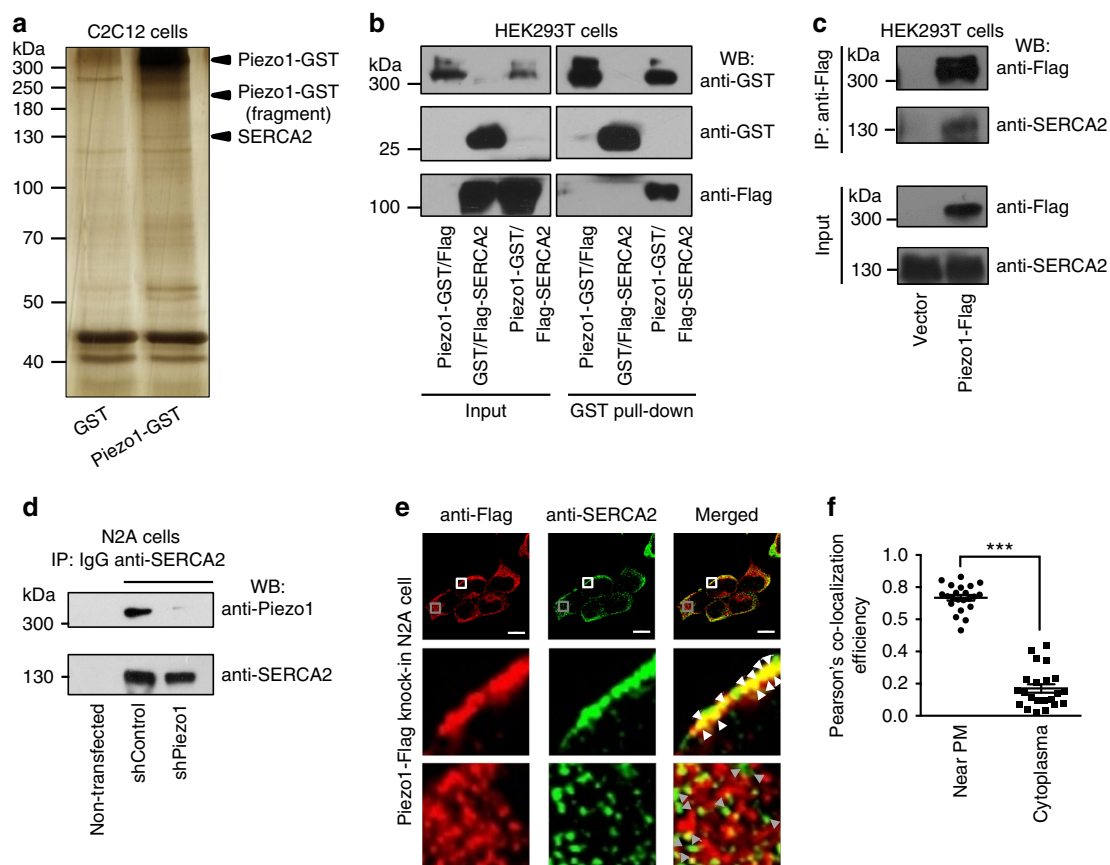 a
C2C12 cells
kDa
300
250
180
130
100
70
50
40
Piezo1-GST
Piezo1-GST
(fragment)
SERCA2
GST
Piezo1-GST
b
HEK293T cells
kDa
300
25
100
WB:
anti-GST
anti-GST
anti-Flag
Piezo1-GST/Flag
GST/Flag-SERCA2
Piezo1-GST/
Flag-SERCA2
Piezo1-GST/Flag
GST/Flag-SERCA2
Piezo1-GST/
Flag-SERCA2
Input
GST pull-down
c
HEK293T cells
IP: anti-Flag
kDa
300
130
WB:
anti-Flag
anti-SERCA2
Input
kDa
300
130
anti-Flag
anti-SERCA2
Vector
Piezo1-Flag
d
N2A cells
IP: IgG anti-SERCA2
kDa
300
130
WB:
anti-Piezo1
anti-SERCA2
Non-transfected
shControl
shPiezo1
e
anti-Flag
anti-SERCA2
Merged
Piezo1-Flag knock-in N2A cell
f
***
Pearson's co-localization
efficiency
1.0
0.8
0.6
0.4
0.2
0.0
Near PM
Cytoplasma